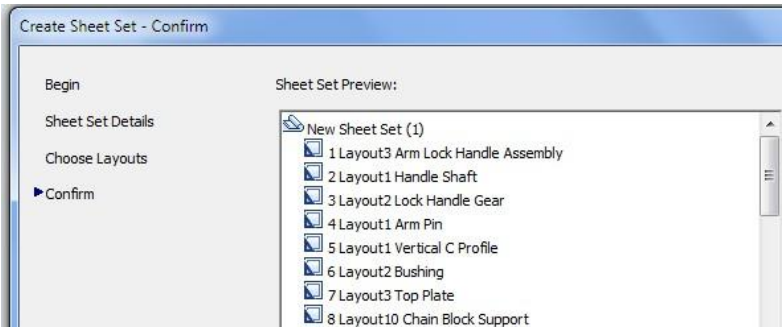 Create Sheet Set - Confirm
Begin
Sheet Set Details
Choose Layouts
Confirm
Sheet Set Preview:
New Sheet Set (1)
1 Layout3 Arm Lock Handle Assembly
2 Layout1 Handle Shaft
3 Layout2 Lock Handle Gear
4 Layout1 Arm Pin
5 Layout1 Vertical C Profile
6 Layout2 Bushing
7 Layout3 Top Plate
8 Layout10 Chain Block Support